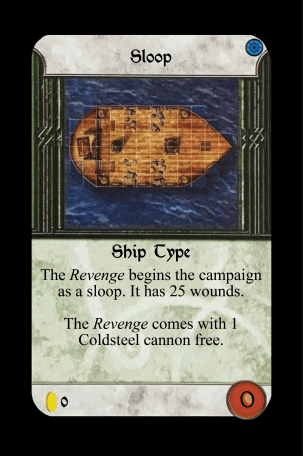 Sloop
Ship Type
The Revenge begins the campaign
as a sloop. It has 25 wounds.
The Revenge comes with 1
Coldsteel cannon free.
0
0